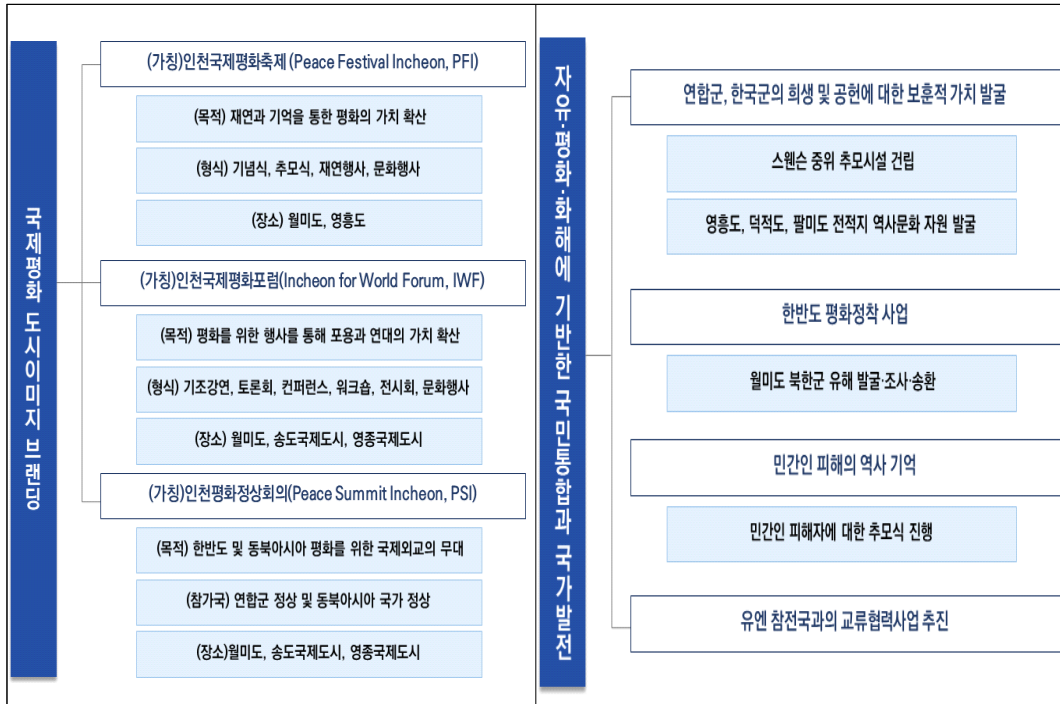 국제평화 도시이미지 브랜딩
(가칭)인천국제평화축제 (Peace Festival Incheon, PFI)
(목적) 재연과 기억을 통한 평화의 가치 확산
(형식) 기념식, 추모식, 재연행사, 문화행사
(장소) 월미도, 영흥도
(가칭)인천국제평화포럼(Incheon for World Forum, IWF)
(목적) 평화를 위한 행사를 통해 포용과 연대의 가치 확산
(형식) 기조강연, 토론회, 컨퍼런스, 워크숍, 전시회, 문화행사
(장소) 월미도, 송도국제도시, 영종국제도시
(가칭)인천평화정상회의(Peace Summit Incheon, PSI)
(목적) 한반도 및 동북아시아 평화를 위한 국제외교의 무대
(참가국) 연합군 정상 및 동북아시아 국가 정상
(장소)월미도, 송도국제도시, 영종국제도시
자유·평화·화해에 기반한 국민통합과 국가발전
연합군, 한국군의 희생 및 공헌에 대한 보훈적 가치 발굴
스웬슨 중위 추모시설 건립
영흥도, 덕적도, 팔미도 전적지 역사문화 자원 발굴
한반도 평화정착 사업
월미도 북한군 유해 발굴·조사·송환
민간인 피해의 역사 기억
민간인 피해자에 대한 추모식 진행
유엔 참전국과의 교류협력사업 추진